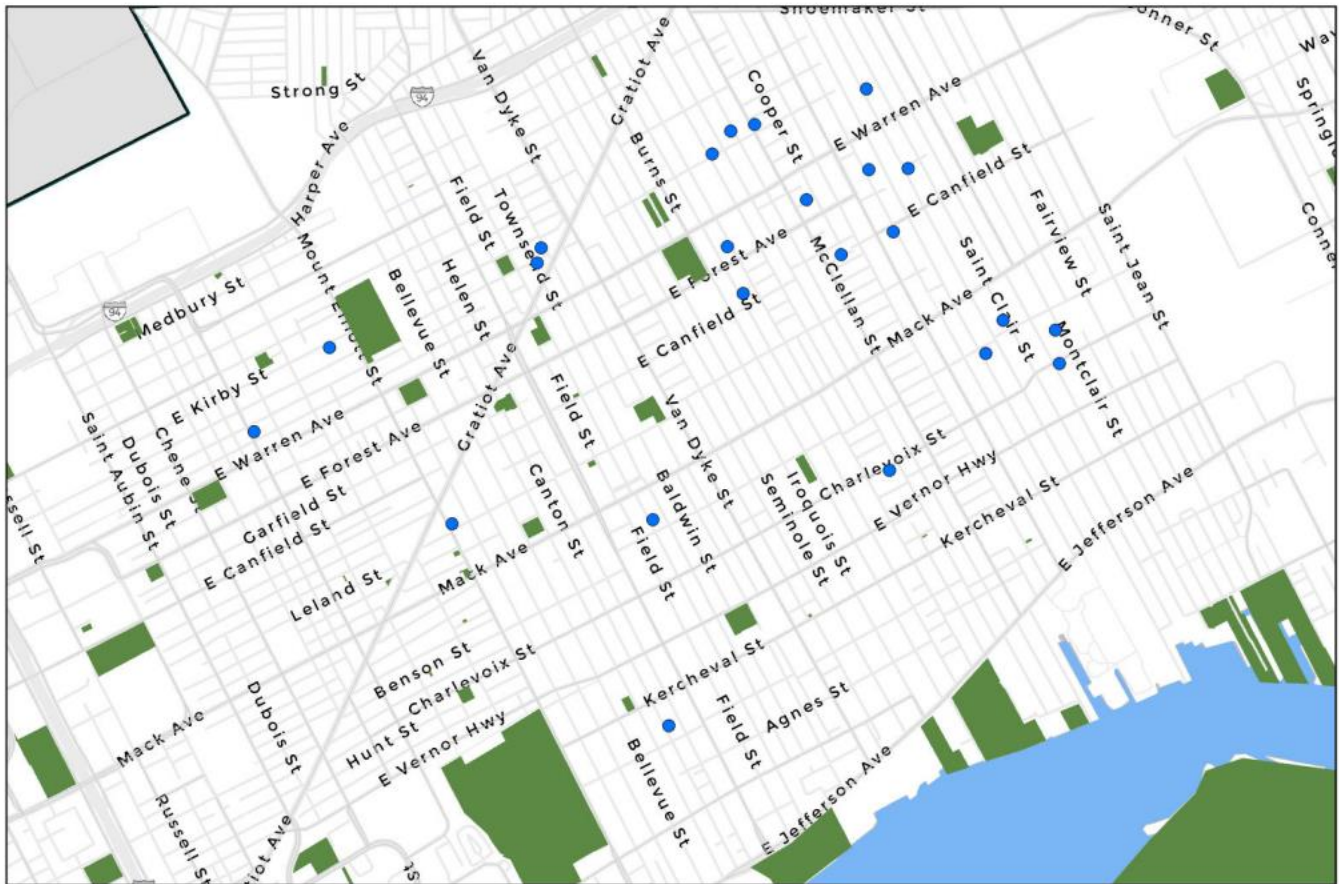 Shoemaker St
Conner St
Way
Gratiot Ave
Van Dyke St
Strong St
94
Cooper St
E Warren Ave
Springf
Harper Ave
Burns St
Field St
Townsend St
E Canfield St
Fairview St
Saint Jean St
Conne
Mount Elliott St
Bellevue St
Helen St
E Forest Ave
McClellan St
Saint Clair St
94
Medbury St
E Canfield St
Mack Ave
Montclair St
E Kirby St
Gratiot Ave
Field St
Van Dyke St
Saint Aubin St
Dubois St
Chene St
E Warren Ave
E Forest Ave
Garfield St
E Canfield St
ssell St
Canton St
Baldwin St
Charlevoix St
E Vernor Hwy
Iroquois St
Seminole St
Kercheval St
E Jefferson Ave
Leland St
Mack Ave
Field St
Benson St
Charlevoix St
Kercheval St
Agnes St
Field St
Hunt St
E Vernor Hwy
Mack Ave
Dubois St
Bellevue St
E Jefferson Ave
Russell St
tiot Ave